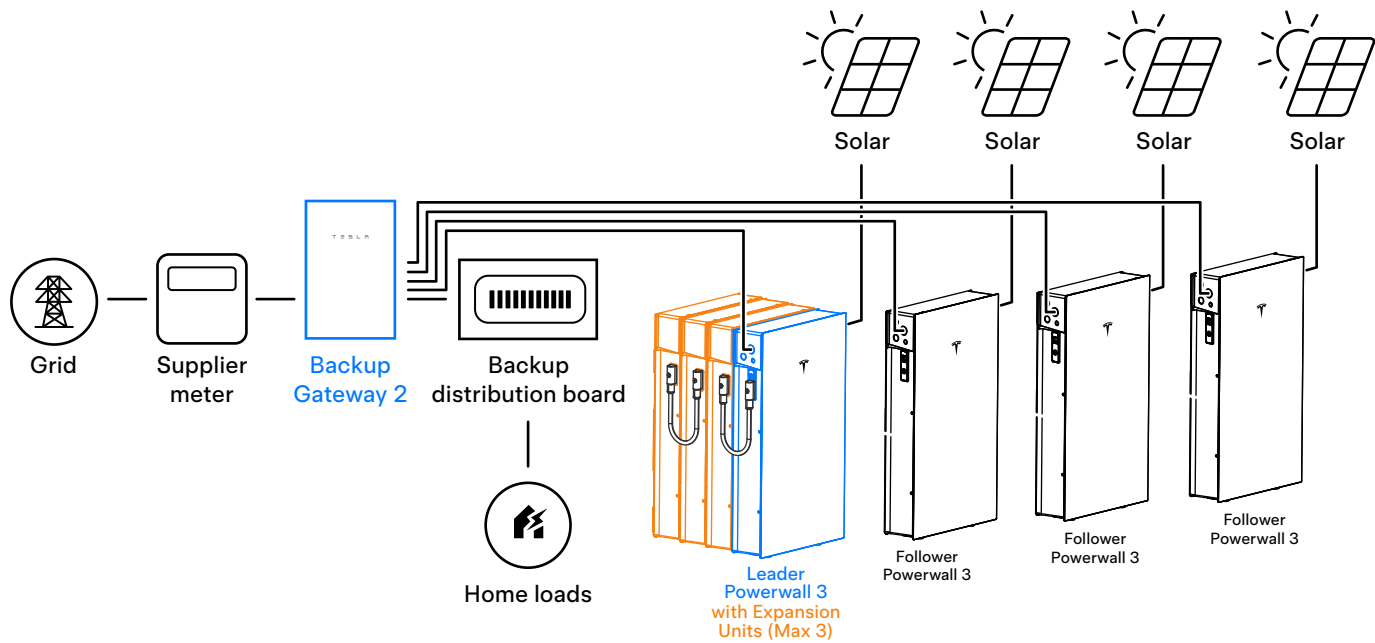 Solar
Solar
Solar
Solar
TESLA
Grid
Supplier
meter
Backup
Gateway 2
Backup
distribution board
Home loads
Leader
Powerwall 3
with Expansion
Units (Max 3)
Follower
Powerwall 3
Follower
Powerwall 3
Follower
Powerwall 3